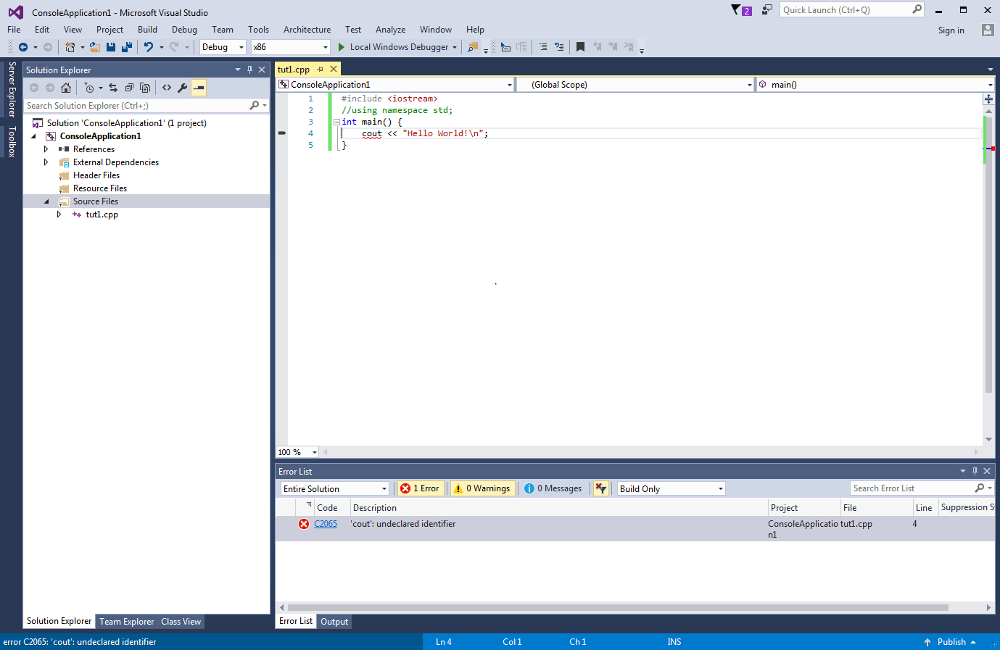 ConsoleApplication1 - Microsoft Visual Studio
2
Quick Launch (Ctrl+Q)
File Edit View Project Build Debug Team Tools Architecture Test Analyze Window Help
Sign in
Debug x86 Local Windows Debugger
Server Explorer
Toolbox
Solution Explorer
Search Solution Explorer (Ctrl+;)
Solution 'ConsoleApplication1' (1 project)
ConsoleApplication1
References
External Dependencies
Header Files
Resource Files
Source Files
tut1.cpp
Solution Explorer Team Explorer Class View
tut1.cpp
ConsoleApplication1 (Global Scope) main()
1 #include <iostream>
2 //using namespace std;
3 int main() {
4 cout << "Hello World!\n";
5 }
100 %
Error List
Entire Solution 1 Error 0 Warnings 0 Messages Build Only Search Error List
Code Description Project File Line Suppression S
C2065 'cout': undeclared identifier ConsoleApplicatio tut1.cpp 4
n1
Error List Output
error C2065: 'cout': undeclared identifier Ln 4 Col 1 Ch 1 INS Publish